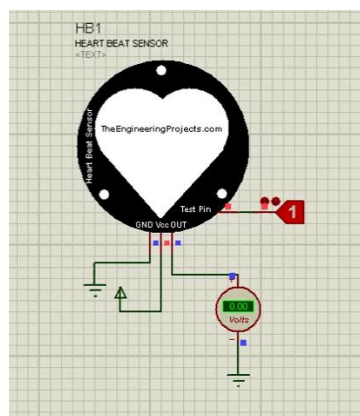 HB1
HEART BEAT SENSOR
<TEXT>
TheEngineeringProjects.com
Heart Beat Sensor
Test Pin
1
GND Vcc OUT
+
0.00
Volts
-